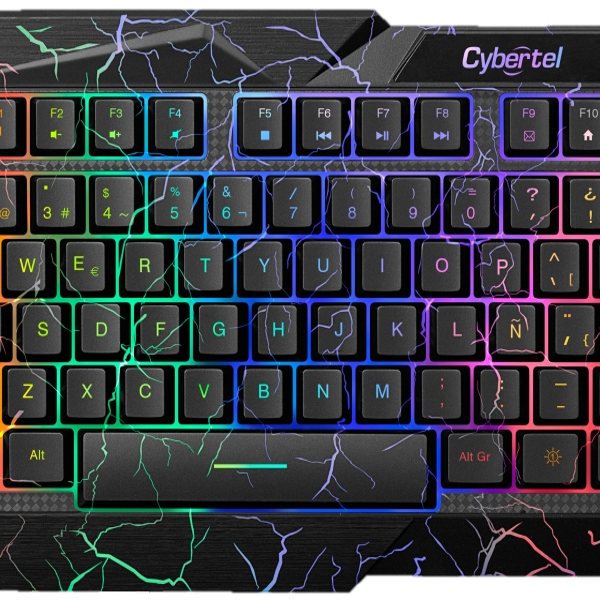 Cybertel
F2 F3 F4 F5 F6 F7 F8 F9 F10
· $ % & / ( ) = ? ¿
@ 3 # 4 ~ 5 6 ¬ 7 8 9 0 ' ¡
W E € R T Y U I O P ^ ` [
S D F G H J K L Ñ ¨ ´ {
Z X C V B N M ; , : . _ -
Alt Alt Gr